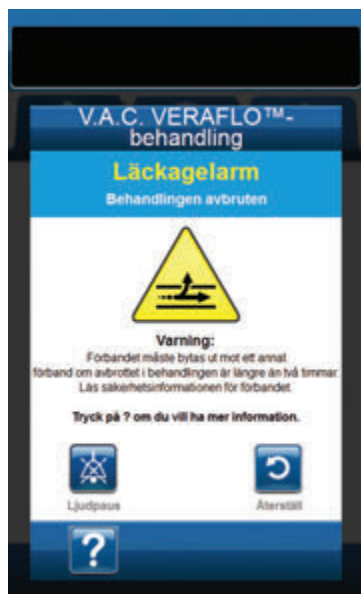 V.A.C. VERAFLO™-
behandling
Läckagelarm
Behandlingen avbruten
Varning:
Förbandet måste bytas ut mot ett annat
förband om avbrottet i behandlingen är längre än två timmar.
Läs säkerhetsinformationen för förbandet.
Tryck på ? om du vill ha mer information.
Ljudpaus
Återställ
?